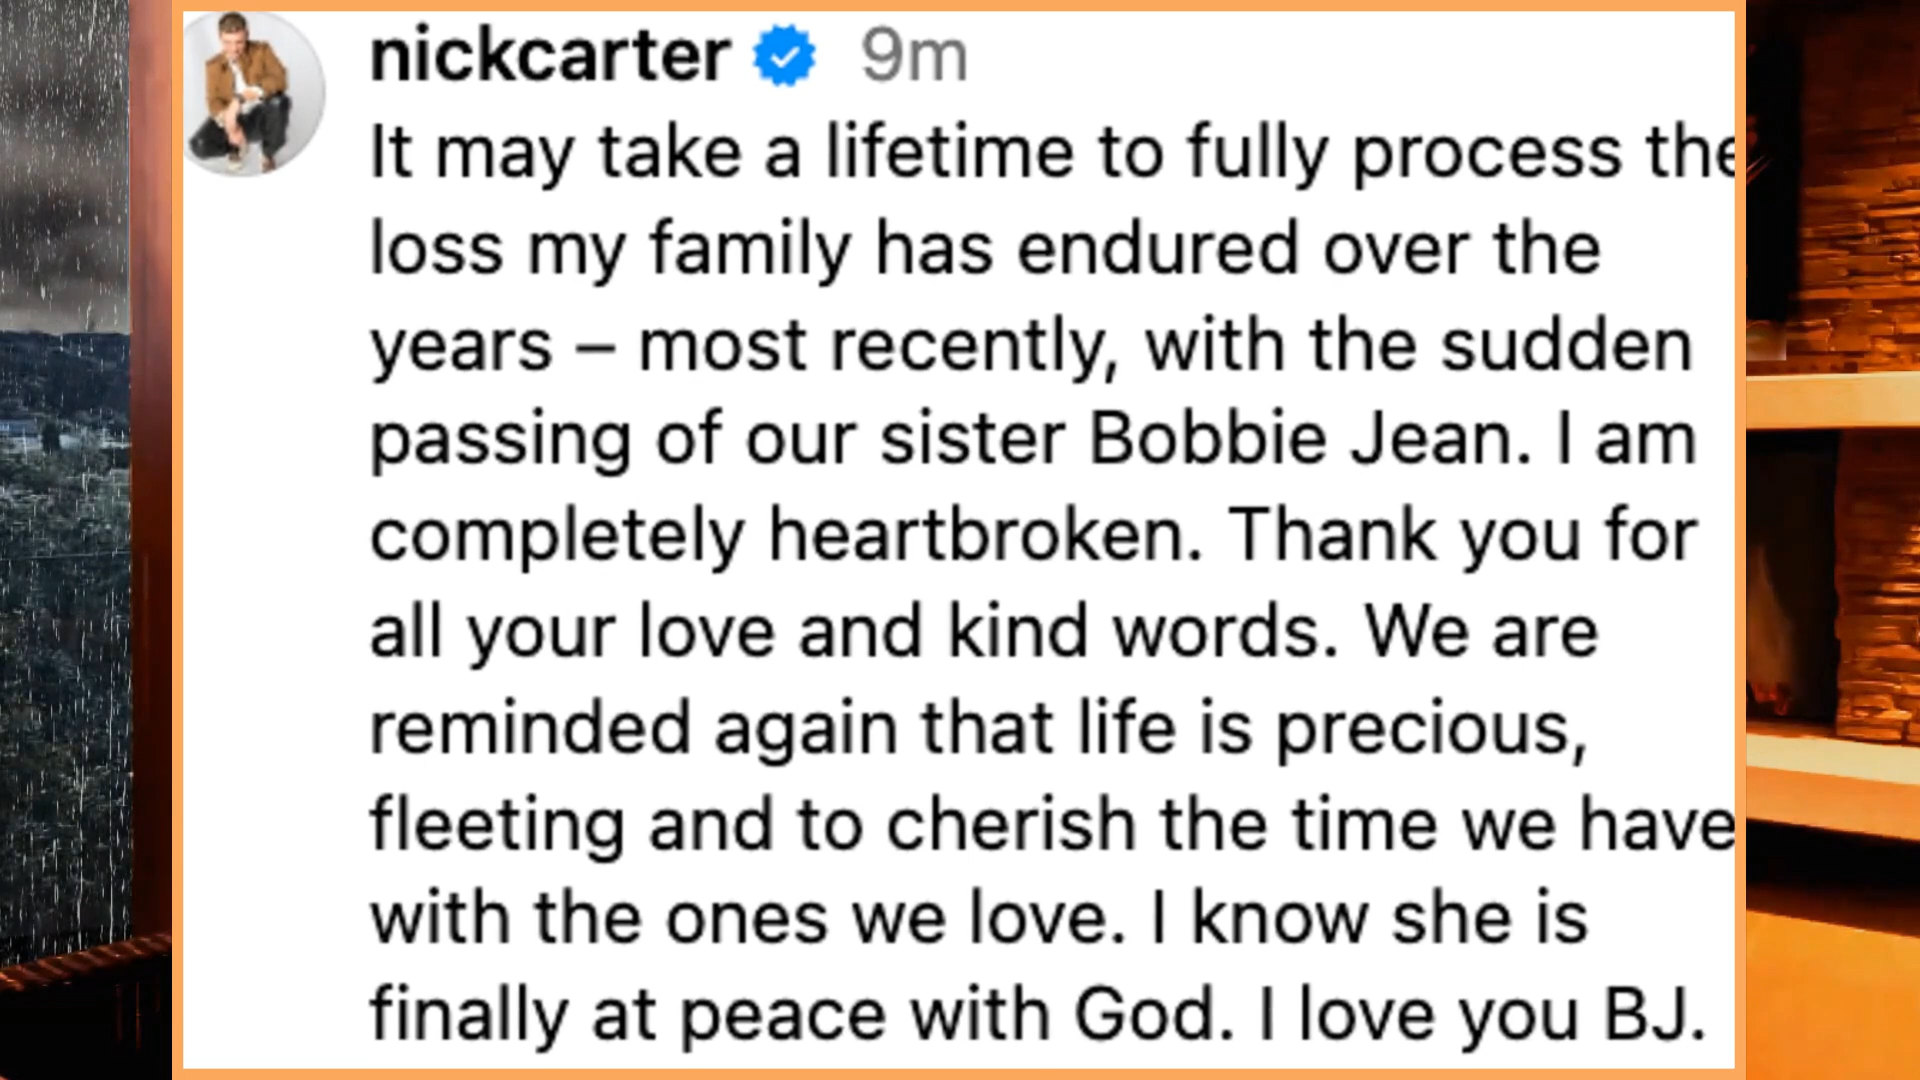 nickcarter 9m
It may take a lifetime to fully process the
loss my family has endured over the
years – most recently, with the sudden
passing of our sister Bobbie Jean. I am
completely heartbroken. Thank you for
all your love and kind words. We are
reminded again that life is precious,
fleeting and to cherish the time we have
with the ones we love. I know she is
finally at peace with God. I love you BJ.